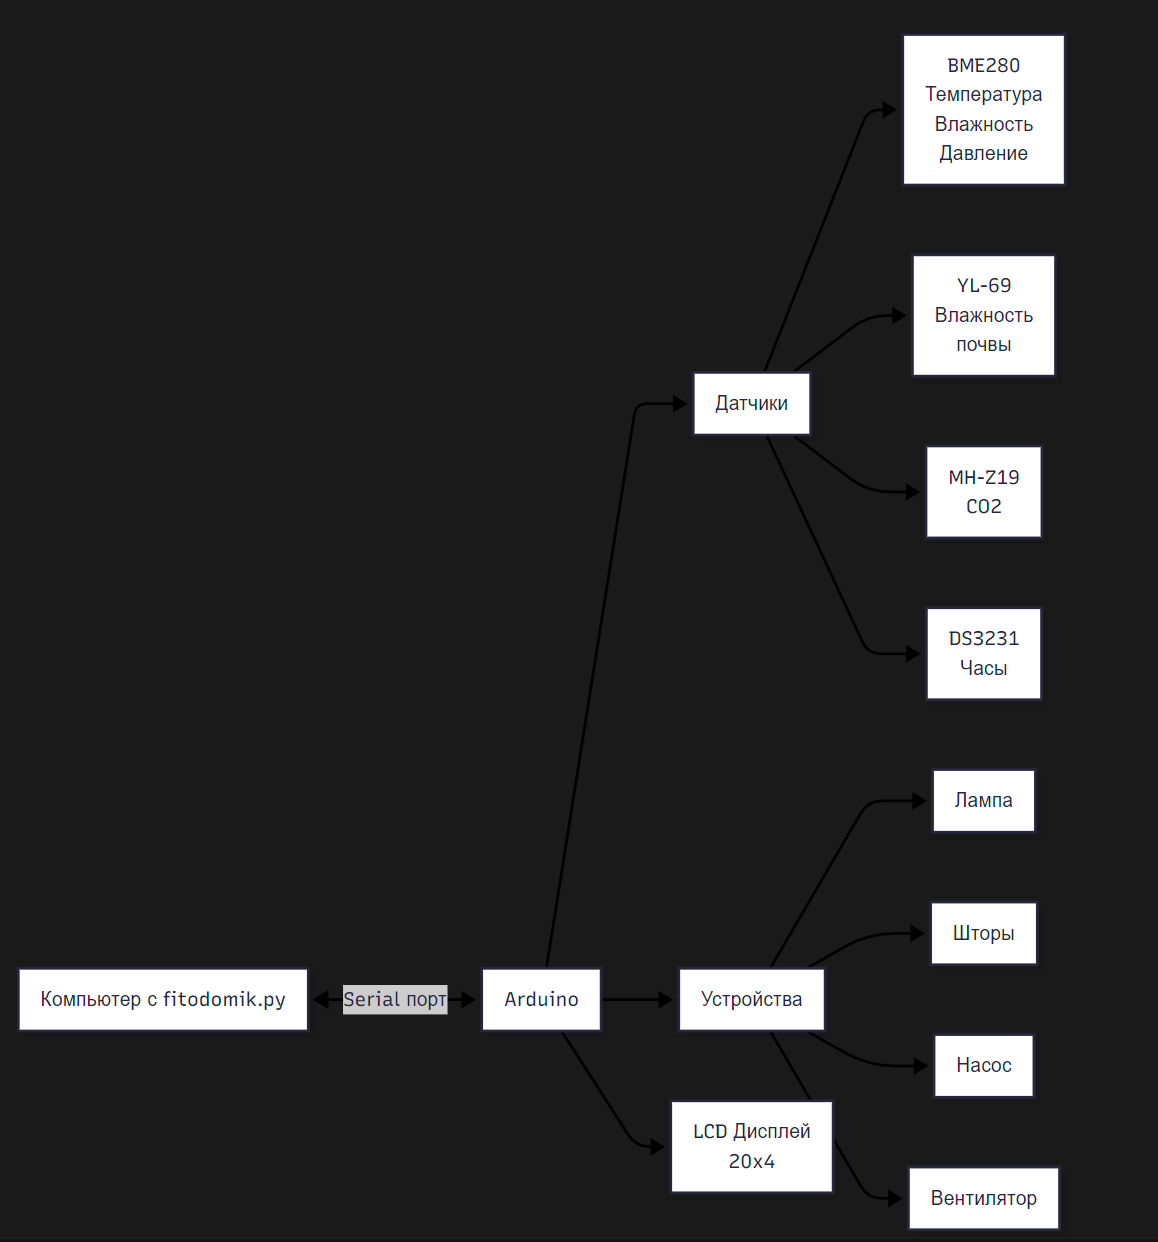 BME280
Температура
Влажность
Давление
YL-69
Влажность
почвы
Датчики
MH-Z19
CO2
DS3231
Часы
Лампа
Шторы
Компьютер с fitodomik.py
Serial порт
Arduino
Устройства
Насос
LCD Дисплей
20x4
Вентилятор